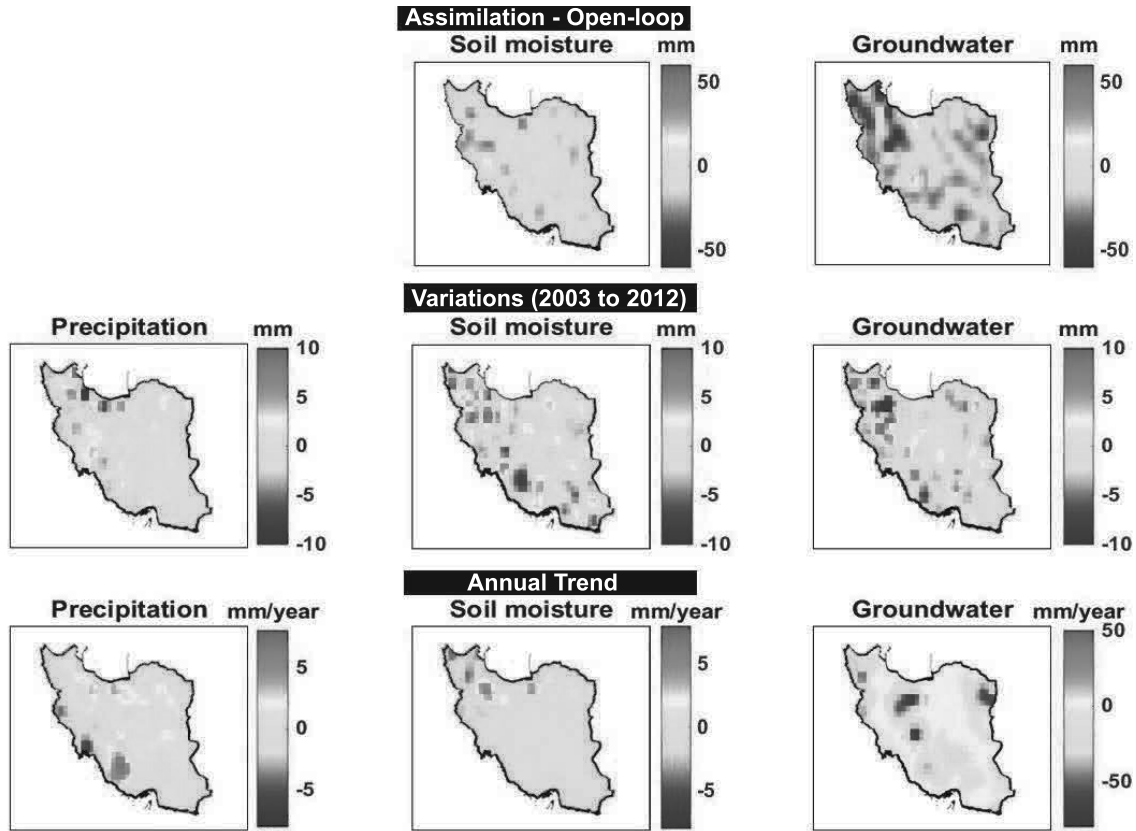 Assimilation - Open-loop
Soil moisture mm
50
0
-50
Groundwater mm
50
0
-50
Variations (2003 to 2012)
Precipitation mm
10
5
0
-5
-10
Soil moisture mm
10
5
0
-5
-10
Groundwater mm
10
5
0
-5
-10
Annual Trend
Precipitation mm/year
5
0
-5
Soil moisture mm/year
5
0
-5
Groundwater mm/year
50
0
-50